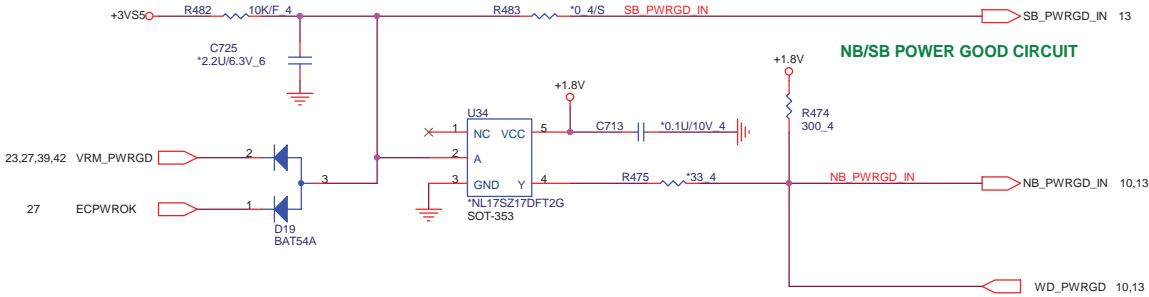 +3VS5 R482 10K/F_4 R483 *0_4/S SB_PWRGD_IN SB_PWRGD_IN 13
C725
*2.2U/6.3V_6
NB/SB POWER GOOD CIRCUIT
+1.8V
+1.8V
R474
300_4
U34
C713 *0.1U/10V_4
1 NC VCC 5
23,27,39,42 VRM_PWRGD 2
2 A
3
3 GND Y 4
R475 *33_4 NB_PWRGD_IN NB_PWRGD_IN 10,13
*NL17SZ17DFT2G
SOT-353
27 ECPWROK 1
D19
BAT54A
WD_PWRGD 10,13